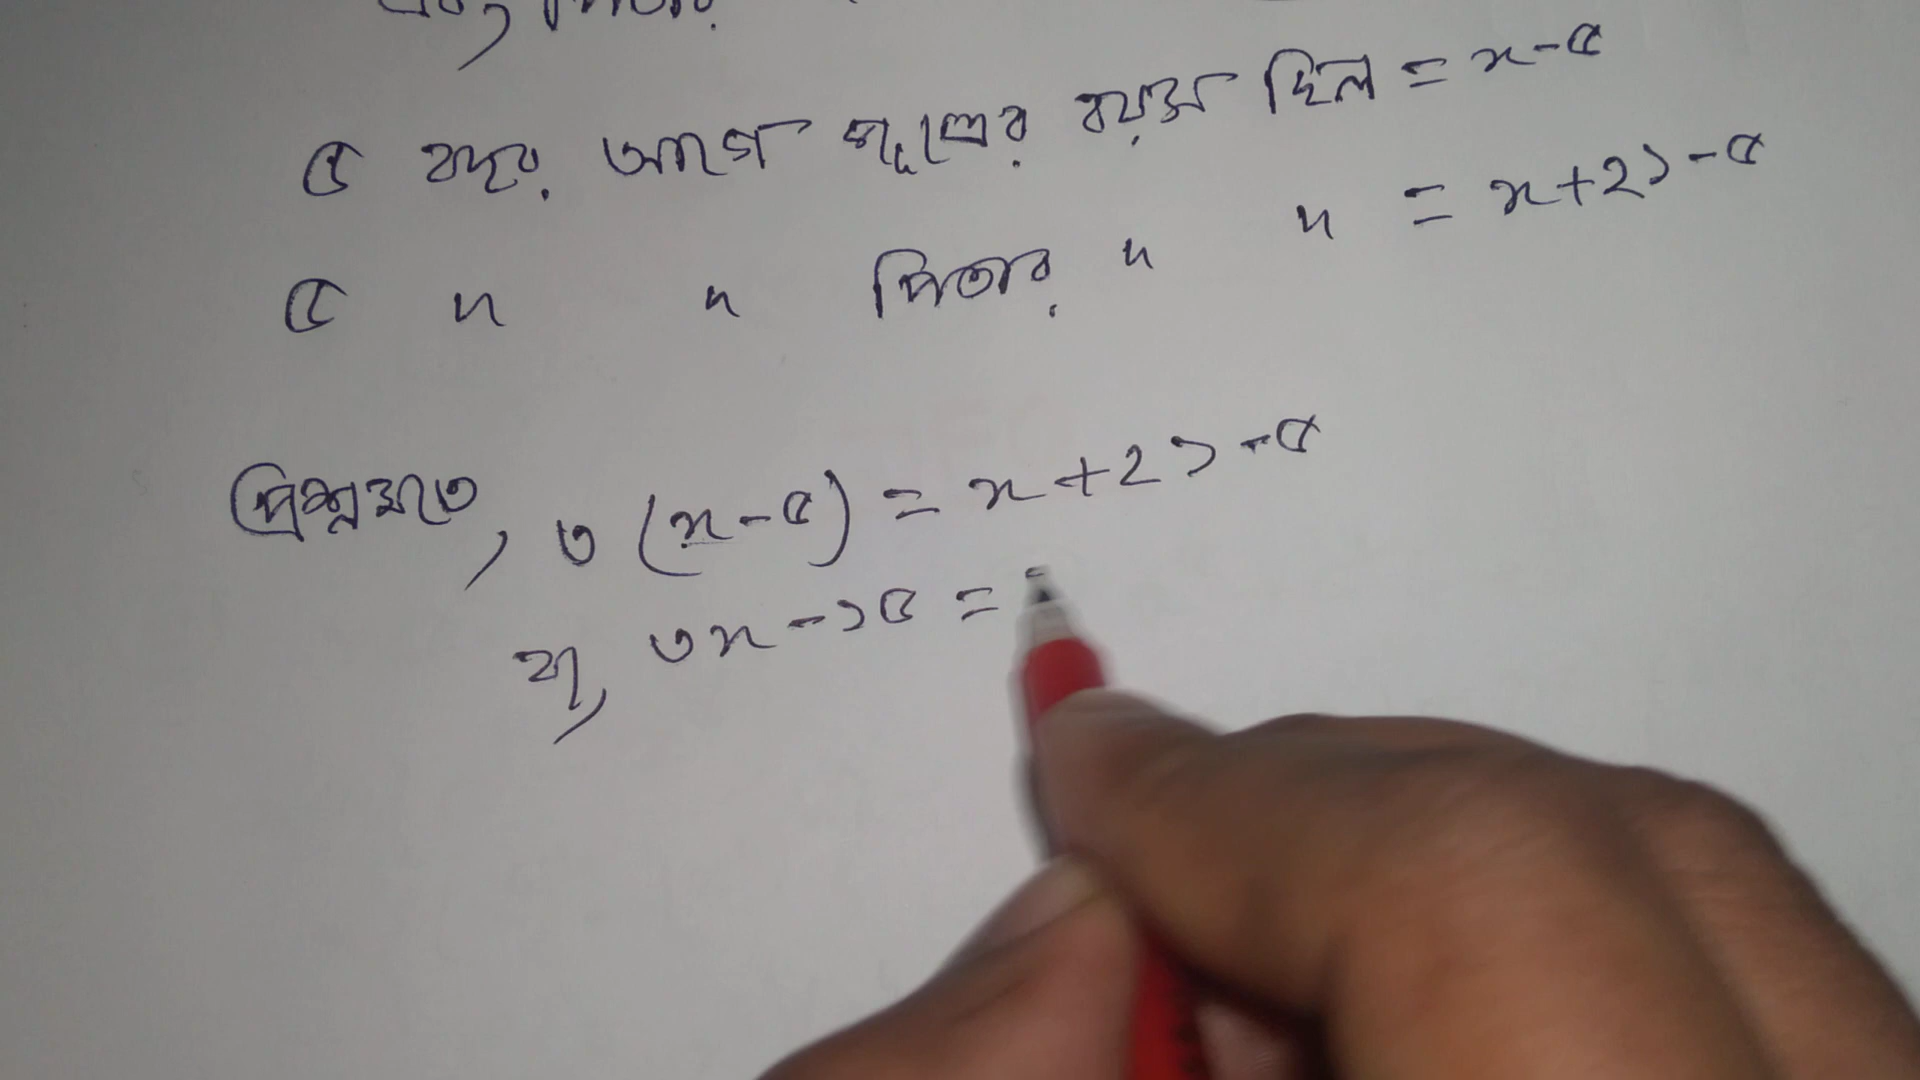 ৫ বছর আগে পুত্রের বয়স ছিল = x-৫
৫ " " পিতার " " = x+২১-৫
প্রশ্নমতে, ৩(x-৫) = x+২১-৫
বা, ৩x-১৫ =